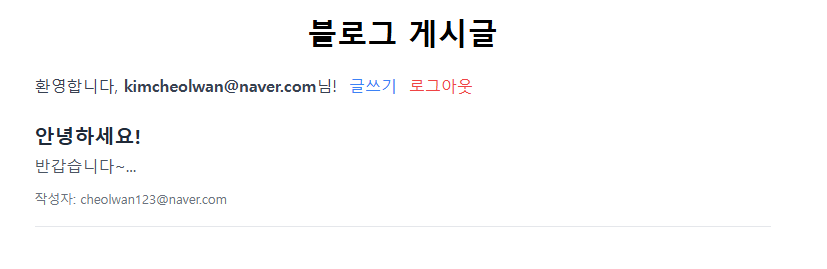 블로그 게시글
환영합니다, kimcheolwan@naver.com님! 글쓰기 로그아웃
안녕하세요!
반갑습니다~...
작성자: cheolwan123@naver.com